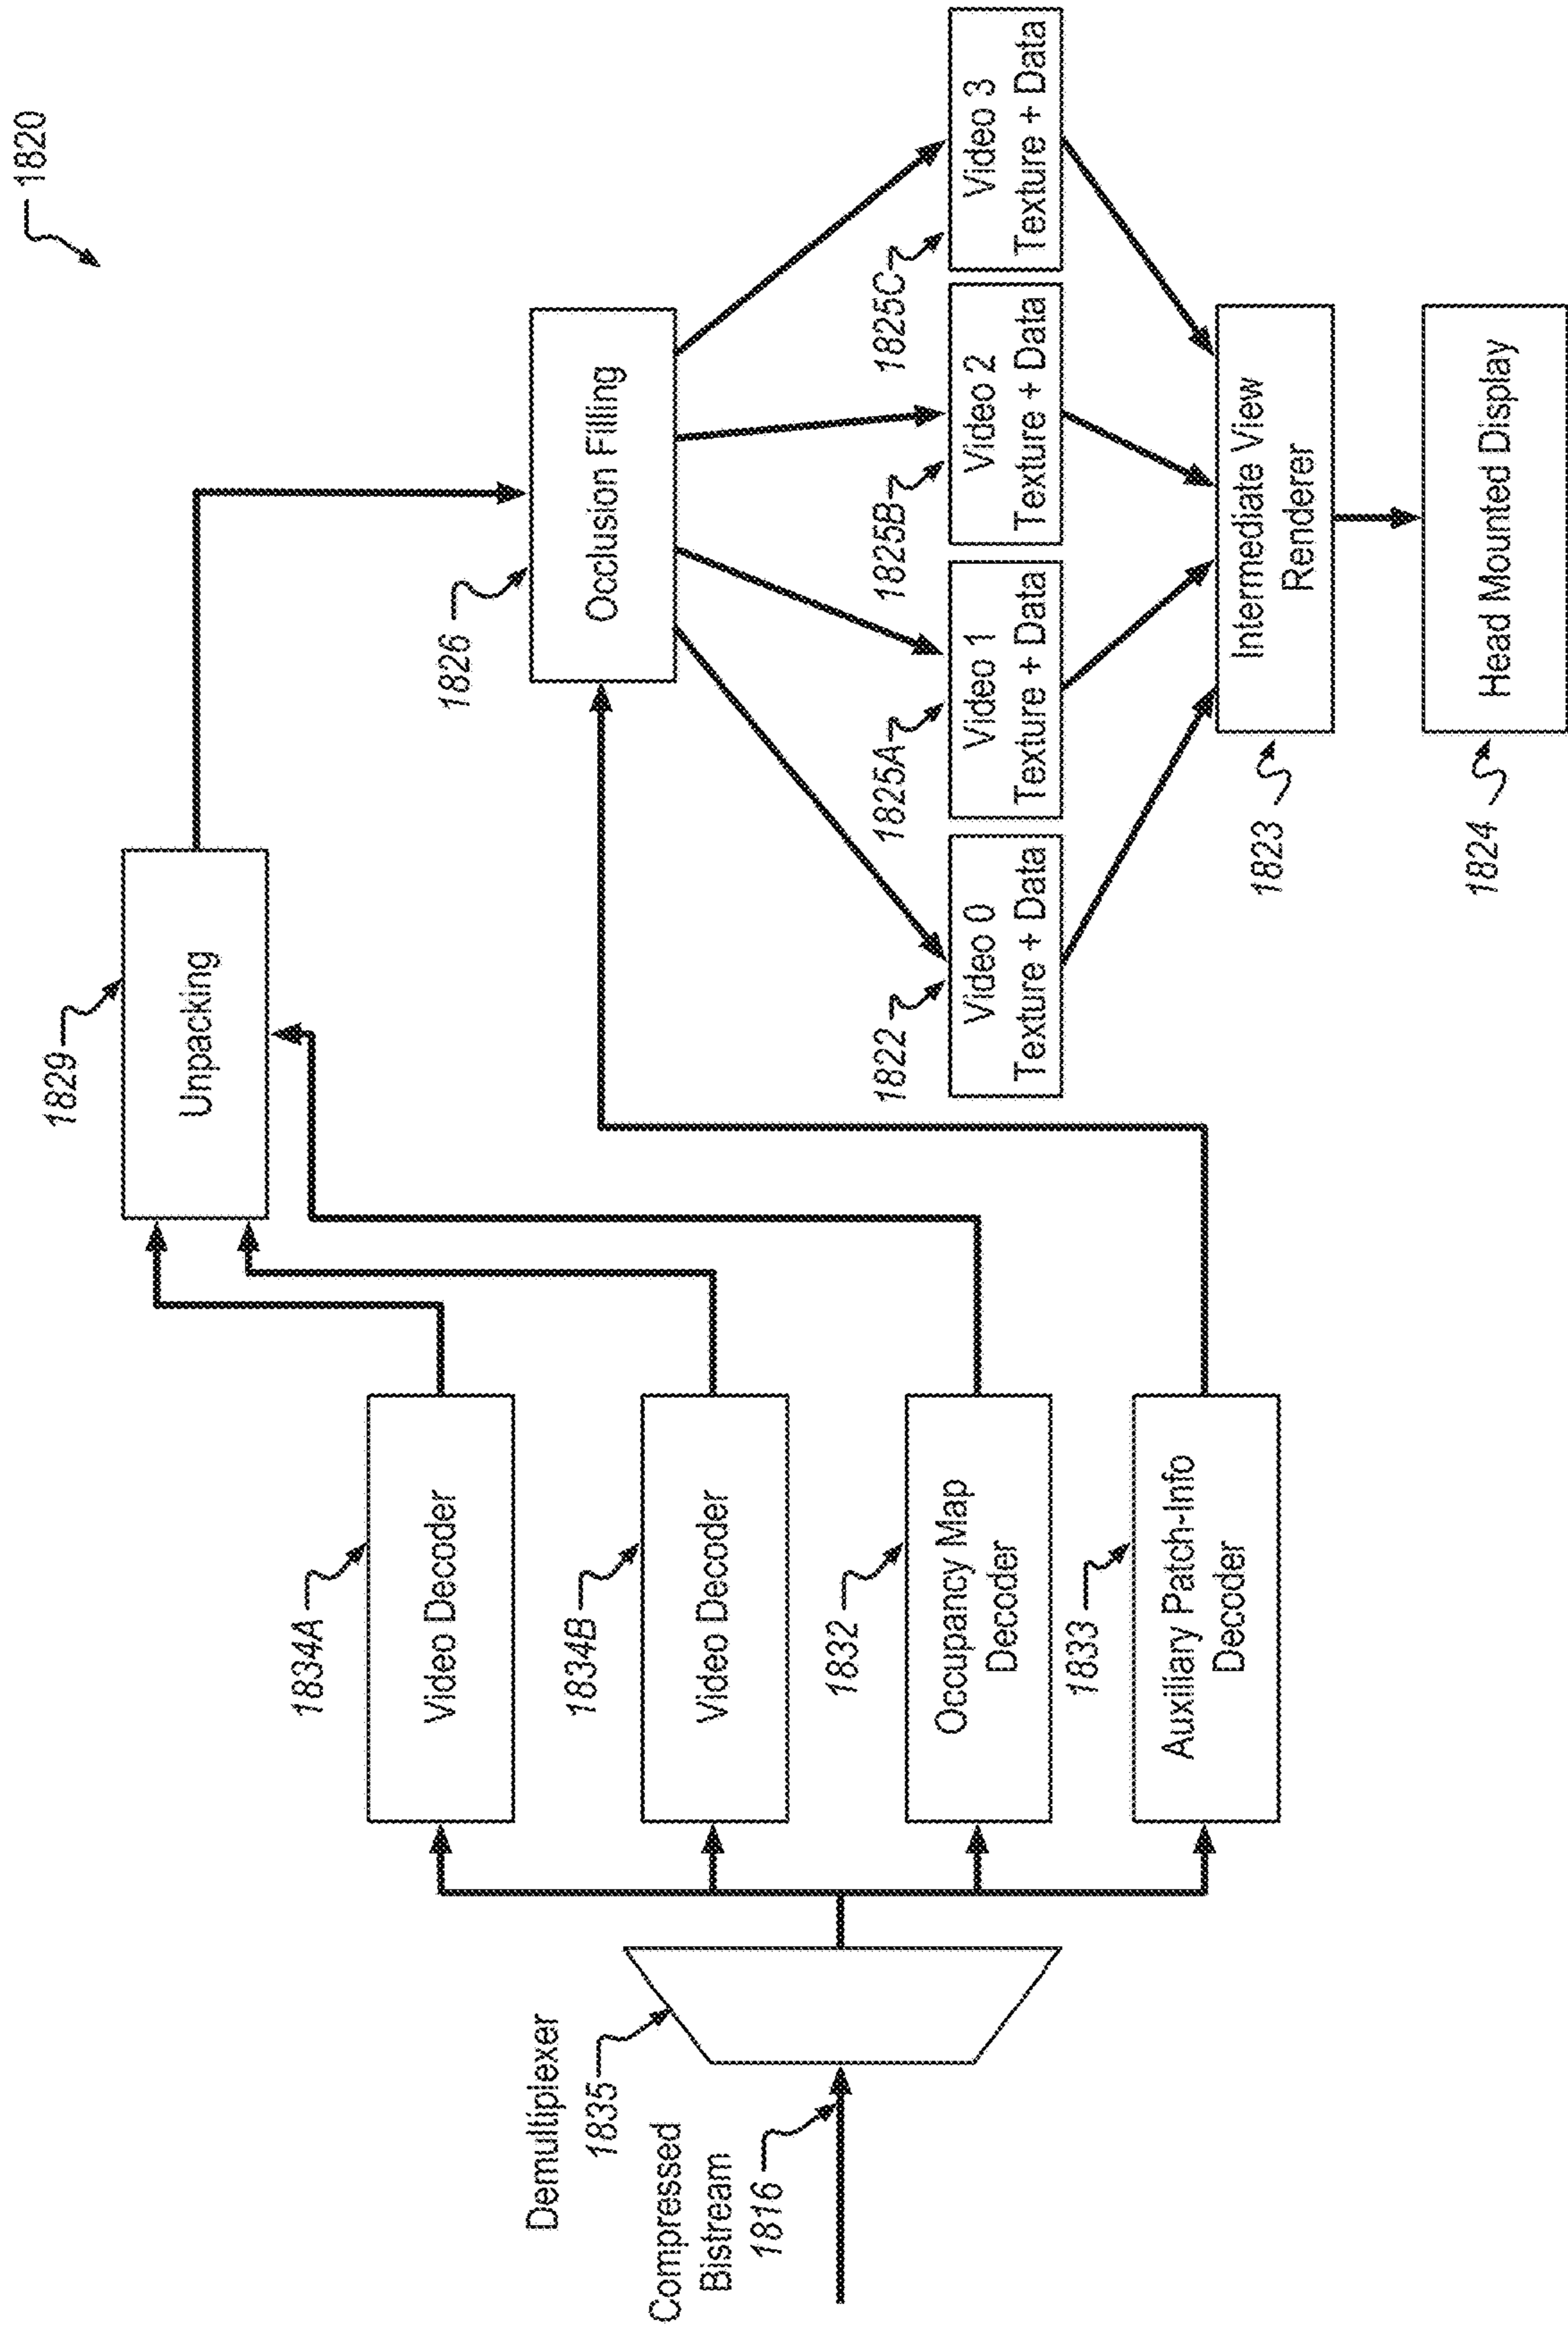 1820
1829
Unpacking
1834A
Video Decoder
1834B
Video Decoder
1832
Occupancy Map
Decoder
1833
Auxiliary Patch-Info
Decoder
Demultiplexer
1835
Compressed
Bistream
1816
1826
Occlusion Filling
1822
Video 0
Texture + Data
1825A
Video 1
Texture + Data
1825B
Video 2
Texture + Data
1825C
Video 3
Texture + Data
1823
Intermediate View
Renderer
1824
Head Mounted Display